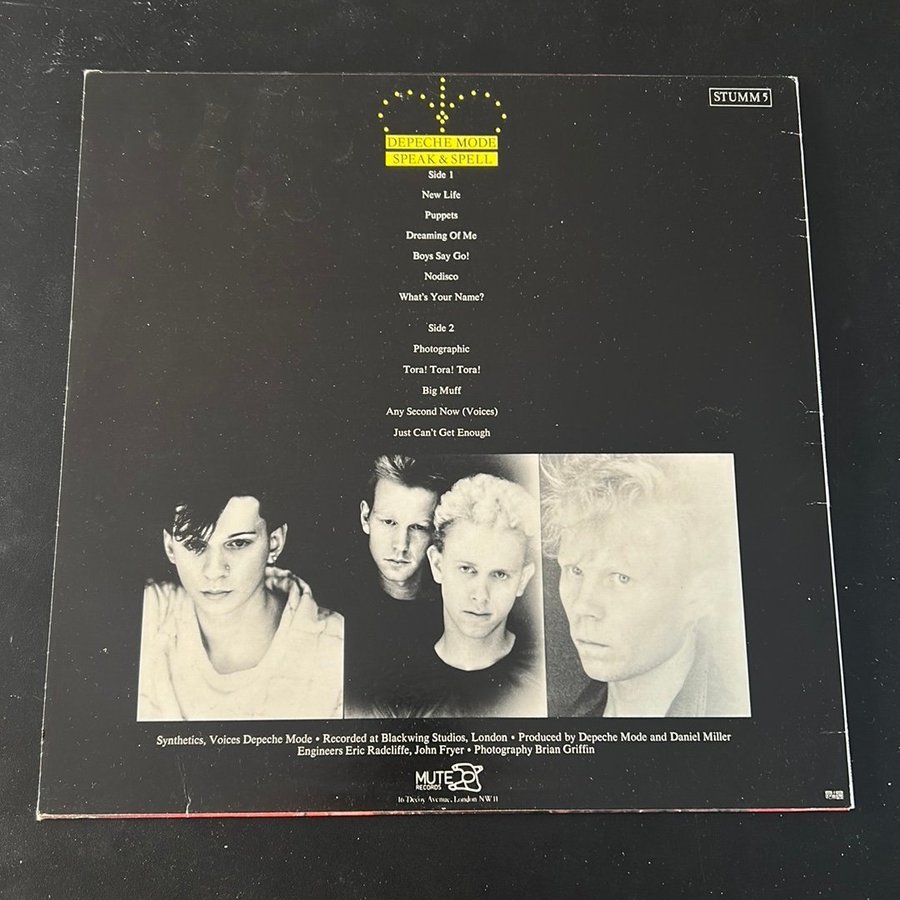 STUMM 5
DEPECHE MODE
SPEAK & SPELL
Side 1
New Life
Puppets
Dreaming Of Me
Boys Say Go!
Nodisco
What's Your Name?
Side 2
Photographic
Tora! Tora! Tora!
Big Muff
Any Second Now (Voices)
Just Can't Get Enough
Synthetics, Voices Depeche Mode • Recorded at Blackwing Studios, London • Produced by Depeche Mode and Daniel Miller
Engineers Eric Radcliffe, John Fryer • Photography Brian Griffin
MUTE
RECORDS
16 Decoy Avenue, London NW11